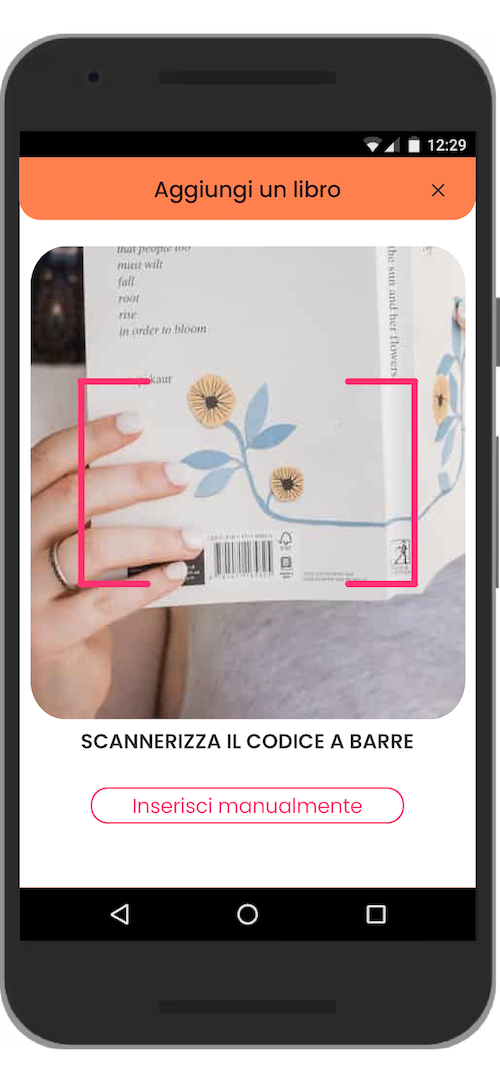 12:29
Aggiungi un libro
that people too
must wilt
fall
root
rise
in order to bloom
kaur
the sun and her flowers
SCANNERIZZA IL CODICE A BARRE
Inserisci manualmente